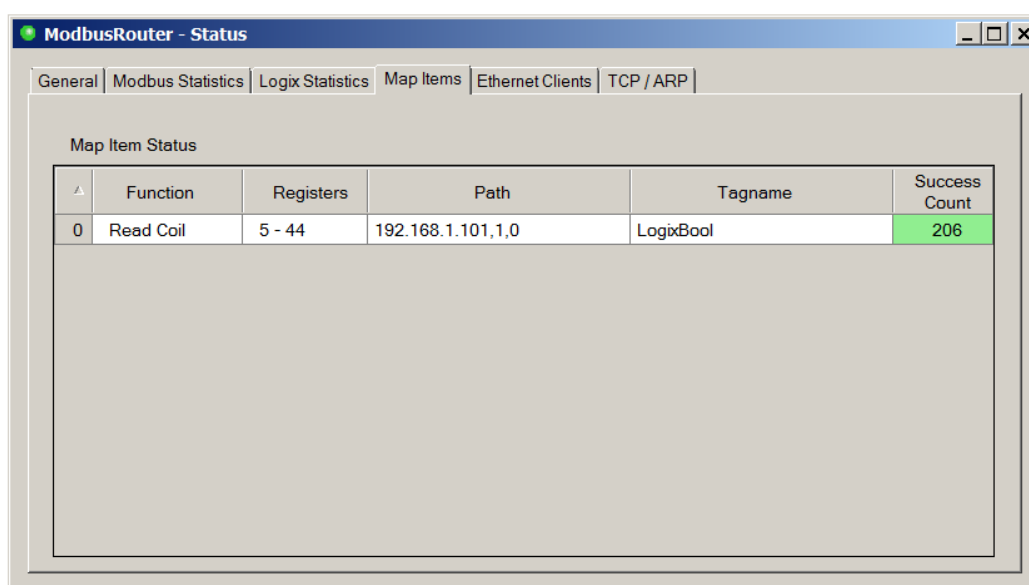 ModbusRouter - Status
General Modbus Statistics Logix Statistics Map Items Ethernet Clients TCP / ARP
Map Item Status
Function Registers Path Tagname Success Count
0 Read Coil 5 - 44 192.168.1.101,1,0 LogixBool 206